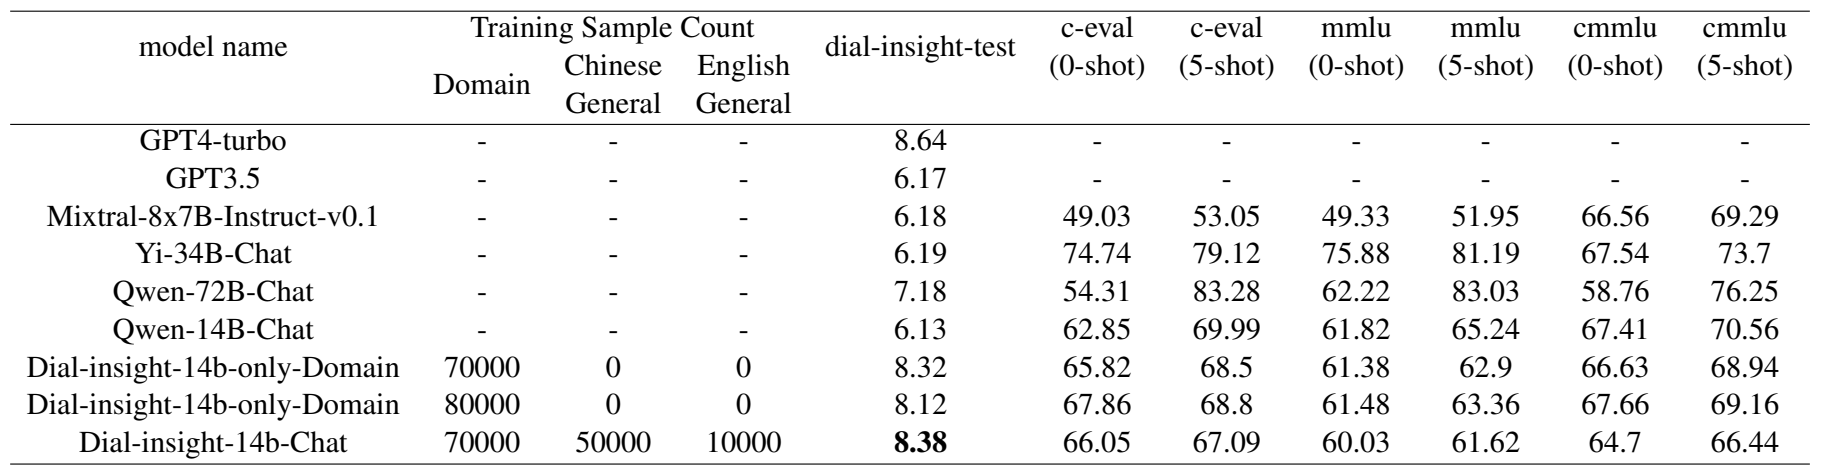 model name Training Sample Count dial-insight-test c-eval c-eval mmlu mmlu cmmlu cmmlu
Domain Chinese English (0-shot) (5-shot) (0-shot) (5-shot) (0-shot) (5-shot)
General General
GPT4-turbo - - - 8.64 - - - - - -
GPT3.5 - - - 6.17 - - - - - -
Mixtral-8x7B-Instruct-v0.1 - - - 6.18 49.03 53.05 49.33 51.95 66.56 69.29
Yi-34B-Chat - - - 6.19 74.74 79.12 75.88 81.19 67.54 73.7
Qwen-72B-Chat - - - 7.18 54.31 83.28 62.22 83.03 58.76 76.25
Qwen-14B-Chat - - - 6.13 62.85 69.99 61.82 65.24 67.41 70.56
Dial-insight-14b-only-Domain 70000 0 0 8.32 65.82 68.5 61.38 62.9 66.63 68.94
Dial-insight-14b-only-Domain 80000 0 0 8.12 67.86 68.8 61.48 63.36 67.66 69.16
Dial-insight-14b-Chat 70000 50000 10000 8.38 66.05 67.09 60.03 61.62 64.7 66.44